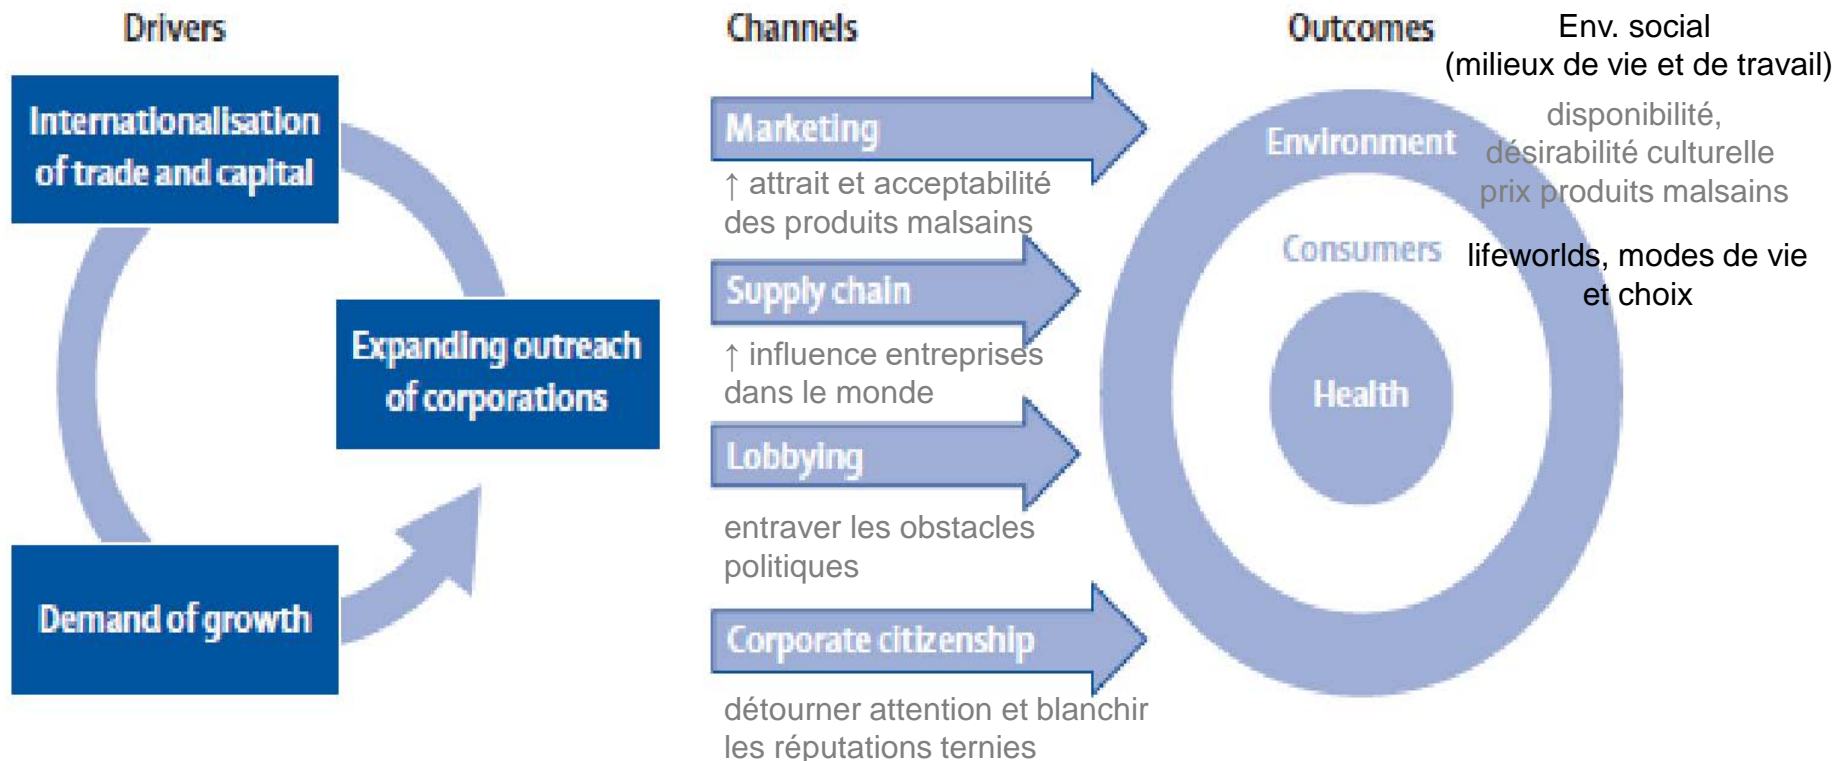 Drivers
Internationalisation
of trade and capital
Expanding outreach
of corporations
Demand of growth
Channels
Marketing
↑ attrait et acceptabilité
des produits malsains
Supply chain
↑ influence entreprises
dans le monde
Lobbying
entraver les obstacles
politiques
Corporate citizenship
détourner attention et blanchir
les réputations ternies
Outcomes
Env. social
(milieux de vie et de travail)
Environment
disponibilité,
désirabilité culturelle
prix produits malsains
Consumers
lifeworlds, modes de vie
et choix
Health